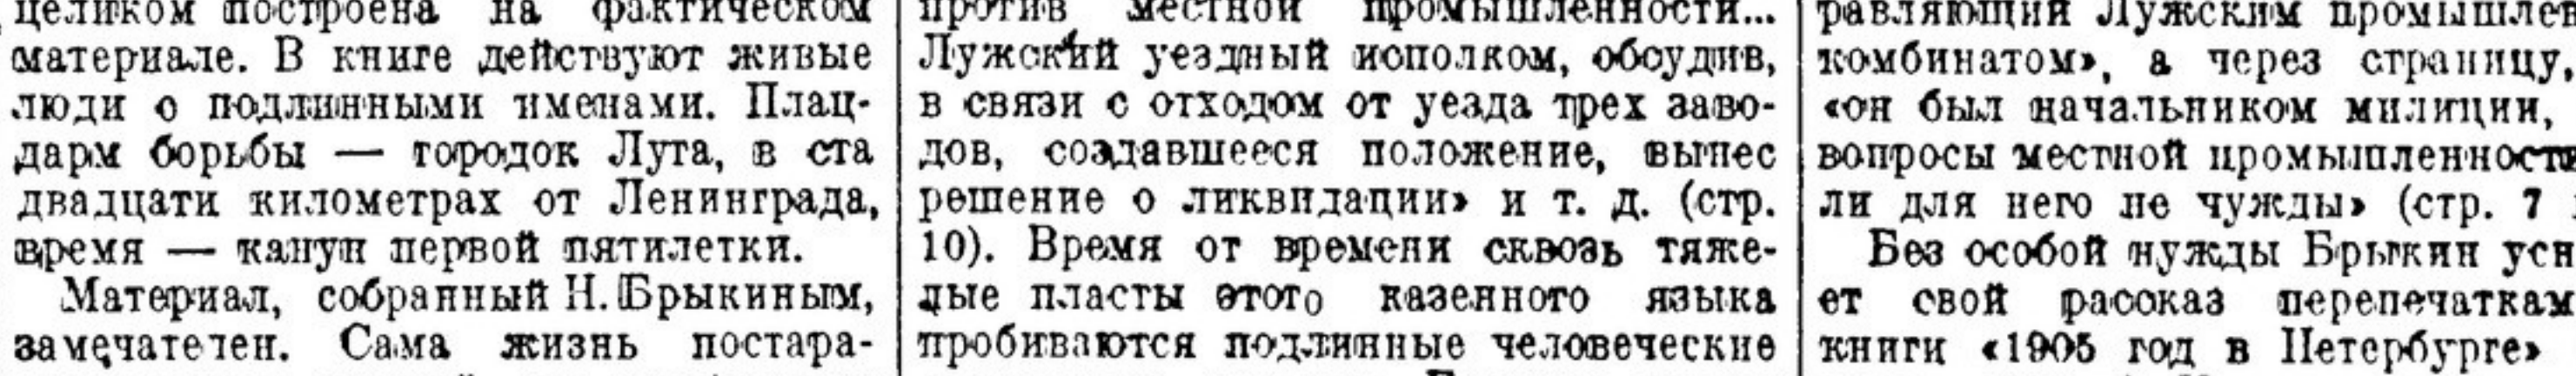 целиком построена на фактическом
материале. В книге действуют живые
люди с подлинными именами. Плац-
дарм борьбы — городок Луга, в ста
двадцати километрах от Ленинграда,
время — канун первой пятилетки.
Материал, собранный Н. Брыкиным,
замечателен. Сама жизнь постара-
против местной промышленности...
Лужский уездный исполком, обсудив,
в связи с отходом от уезда трех заво-
дов, создавшееся положение, вынес
решение о ликвидации» и т. д. (стр.
10). Время от времени сквозь тяже-
лые пласты этого казенного языка
пробиваются подлинные человеческие
равляющий Лужским промышлен
комбинатом», а через страницу,
«он был начальником милиции,
вопросы местной промышленности
ли для него не чужды» (стр. 7
Без особой нужды Брыкин усн
ет свой рассказ перепечаткам
книги «1905 год в Петербурге»